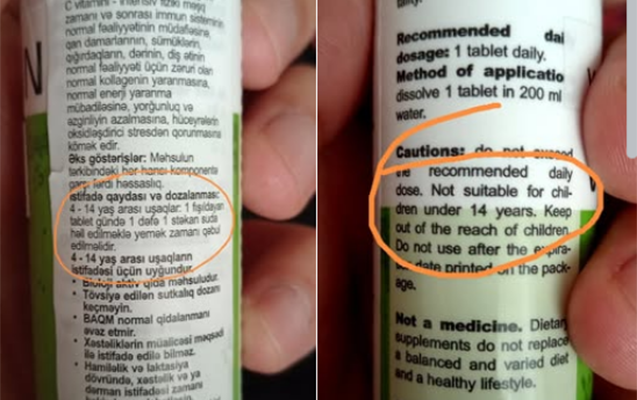 C vitamini - intensiv fiziki məşq
zamanı və sonrası immun sisteminin
normal fəaliyyətinin müdafiəsinə,
qan damarlarının, sümüklərin,
qığırdaqların, dərinin, diş ətinin
normal fəaliyyəti üçün zəruri olan
normal kollagenin yaranmasına,
normal enerji yaranma
mübadiləsinə, yorğunluq və
əzginliyin azalmasına, hüceyrələrin
oksidləşdirici stresdən qorunmasına
kömək edir.
Əks göstərişlər: Məhsulun
tərkibindəki hər hansı komponentə
qarşı fərdi həssaslıq.
İstifadə qaydası və dozalanması:
4 - 14 yaş arası uşaqlar: 1 fışıldayan
tablet gündə 1 dəfə 1 stəkan suda
həll edilməklə yemək zamanı qəbul
edilməlidir.
4 - 14 yaş arası uşaqların
istifadəsi üçün uyğundur.
• Bioloji aktiv qida məhsuludur.
• Tövsiyə edilən sutkalıq dozanı
keçməyin.
• BAQM normal qidalanmanı
əvəz etmir.
• Xəstəliklərin müalicəsi məqsədi
ilə istifadə edilə bilməz.
• Hamiləlik və laktasiya
dövründə, xəstəlik və ya
dərman istifadəsi zamanı
Recommended dai
dosage: 1 tablet daily.
Method of applicatio
dissolve 1 tablet in 200 ml
water.
Cautions: do not exceed
the recommended daily
dose. Not suitable for chil-
dren under 14 years. Keep
out of the reach of children.
Do not use after the expira-
date printed on the pack-
age.
Not a medicine. Dietary
supplements do not replace
a balanced and varied diet
and a healthy lifestyle.